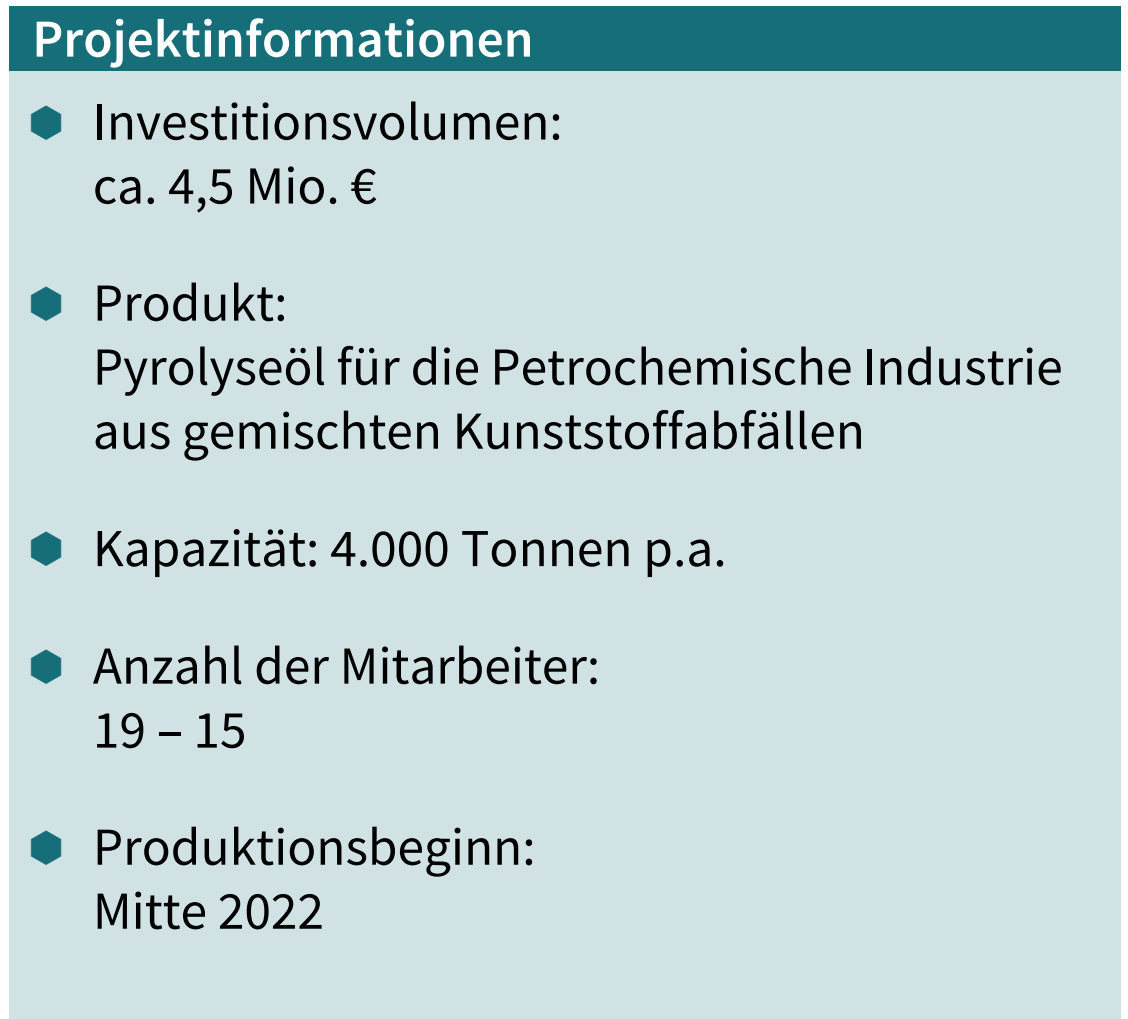 Projektinformationen
Investitionsvolumen:
ca. 4,5 Mio. €
Produkt:
Pyrolyseöl für die Petrochemische Industrie
aus gemischten Kunststoffabfällen
Kapazität: 4.000 Tonnen p.a.
Anzahl der Mitarbeiter:
19 – 15
Produktionsbeginn:
Mitte 2022